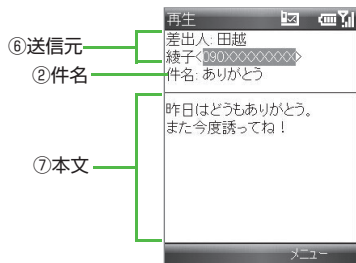 再生
⑥送信元
差出人: 田越
綾子<090XXXXXXXX>
②件名
件名: ありがとう
昨日はどうもありがとう。
また今度誘ってね!
⑦本文
メニュー